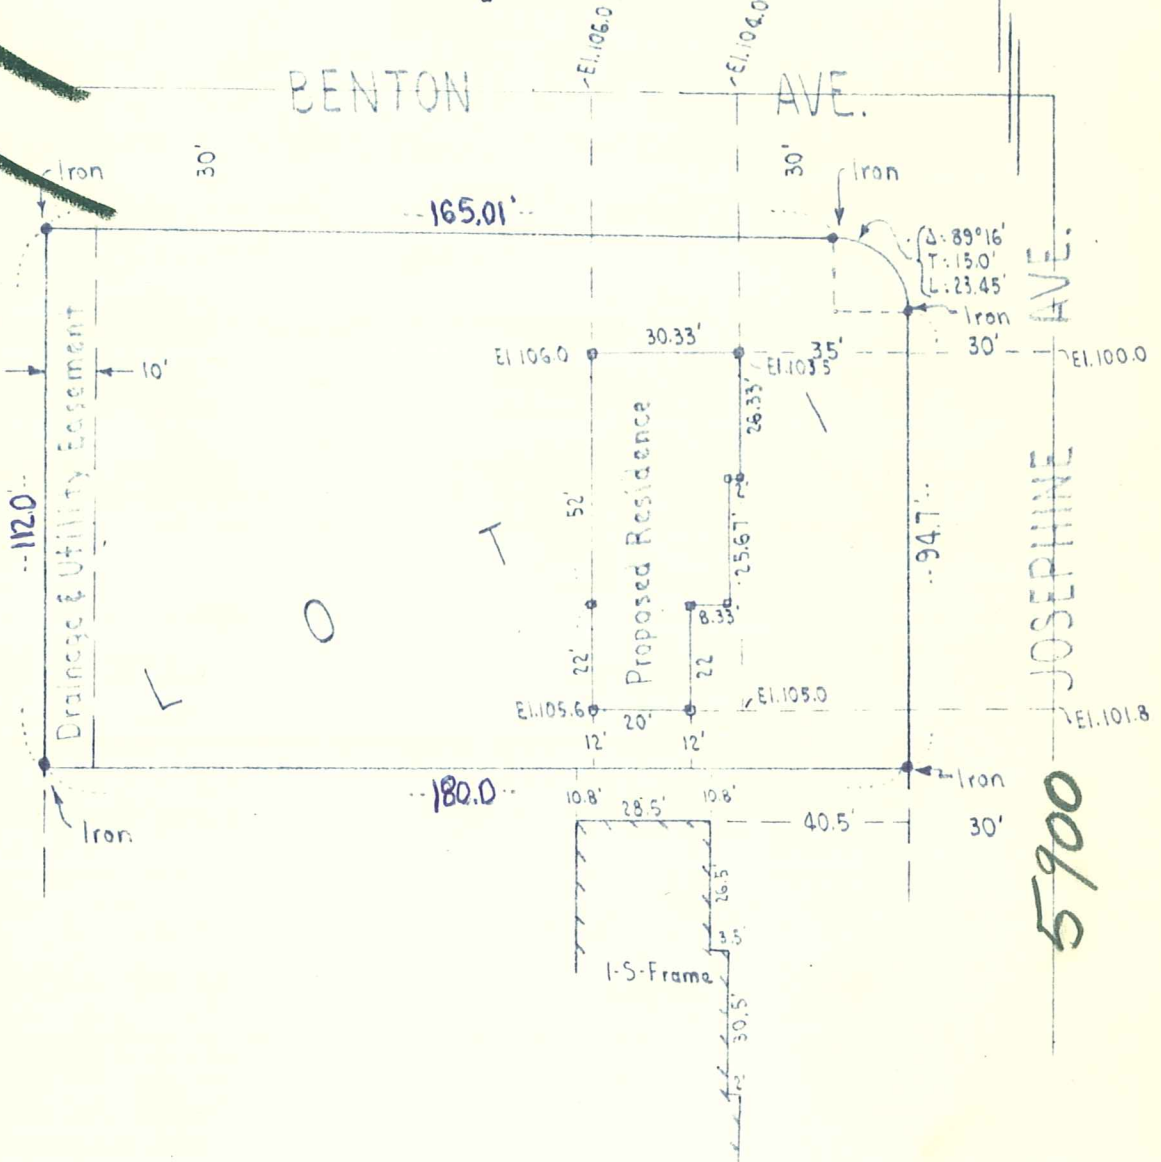 El.106.0
El.104.0
BENTON AVE.
Iron
30'
30'
Iron
165.01'
Δ: 89°16'
T: 15.0'
L: 23.45'
Iron
AVE.
30.33'
El 106.0
35'
30'
El.100.0
El.103.5
10'
26.33'
Drainage & Utility Easement
Proposed Residence
52'
2'
112.0'
25.67'
94.7'
JOSEPHINE
L O T 1
8.33'
22'
22
El.105.6
20'
El.105.0
El.101.8
12'
12'
Iron
180.0
Iron
10.8'
28.5'
10.8'
40.5'
30'
5900
26.5'
3.5'
1-S-Frame
30.5'
2'